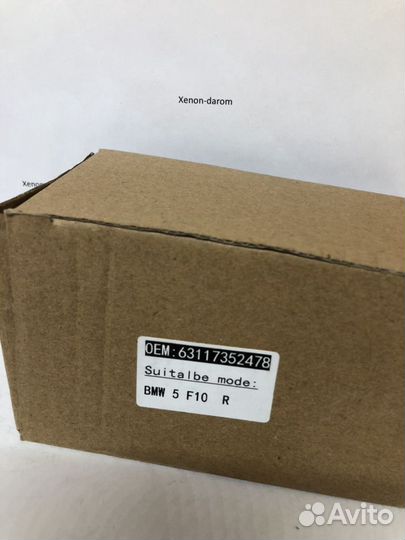 Xenon-darom
Xenon
OEM:63117352478
Suitalbe mode:
BMW 5 F10 R
Avito